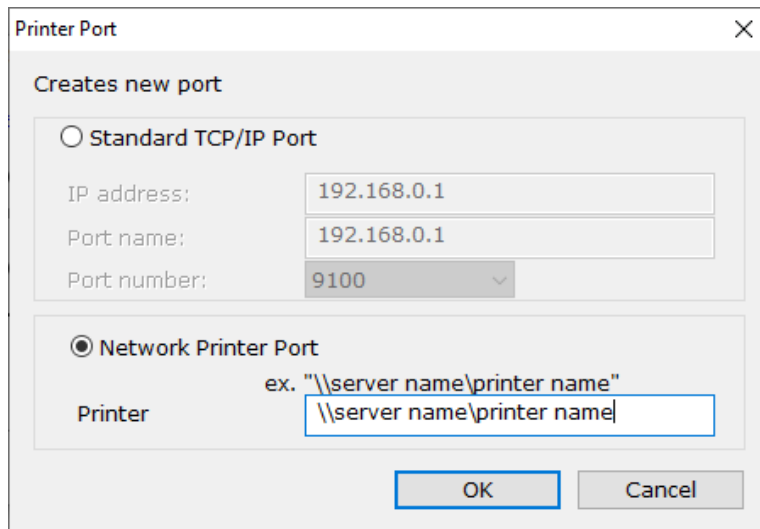 Printer Port
Creates new port
Standard TCP/IP Port
IP address: 192.168.0.1
Port name: 192.168.0.1
Port number: 9100
Network Printer Port
ex. "\\server name\printer name"
Printer \\server name\printer name
OK Cancel